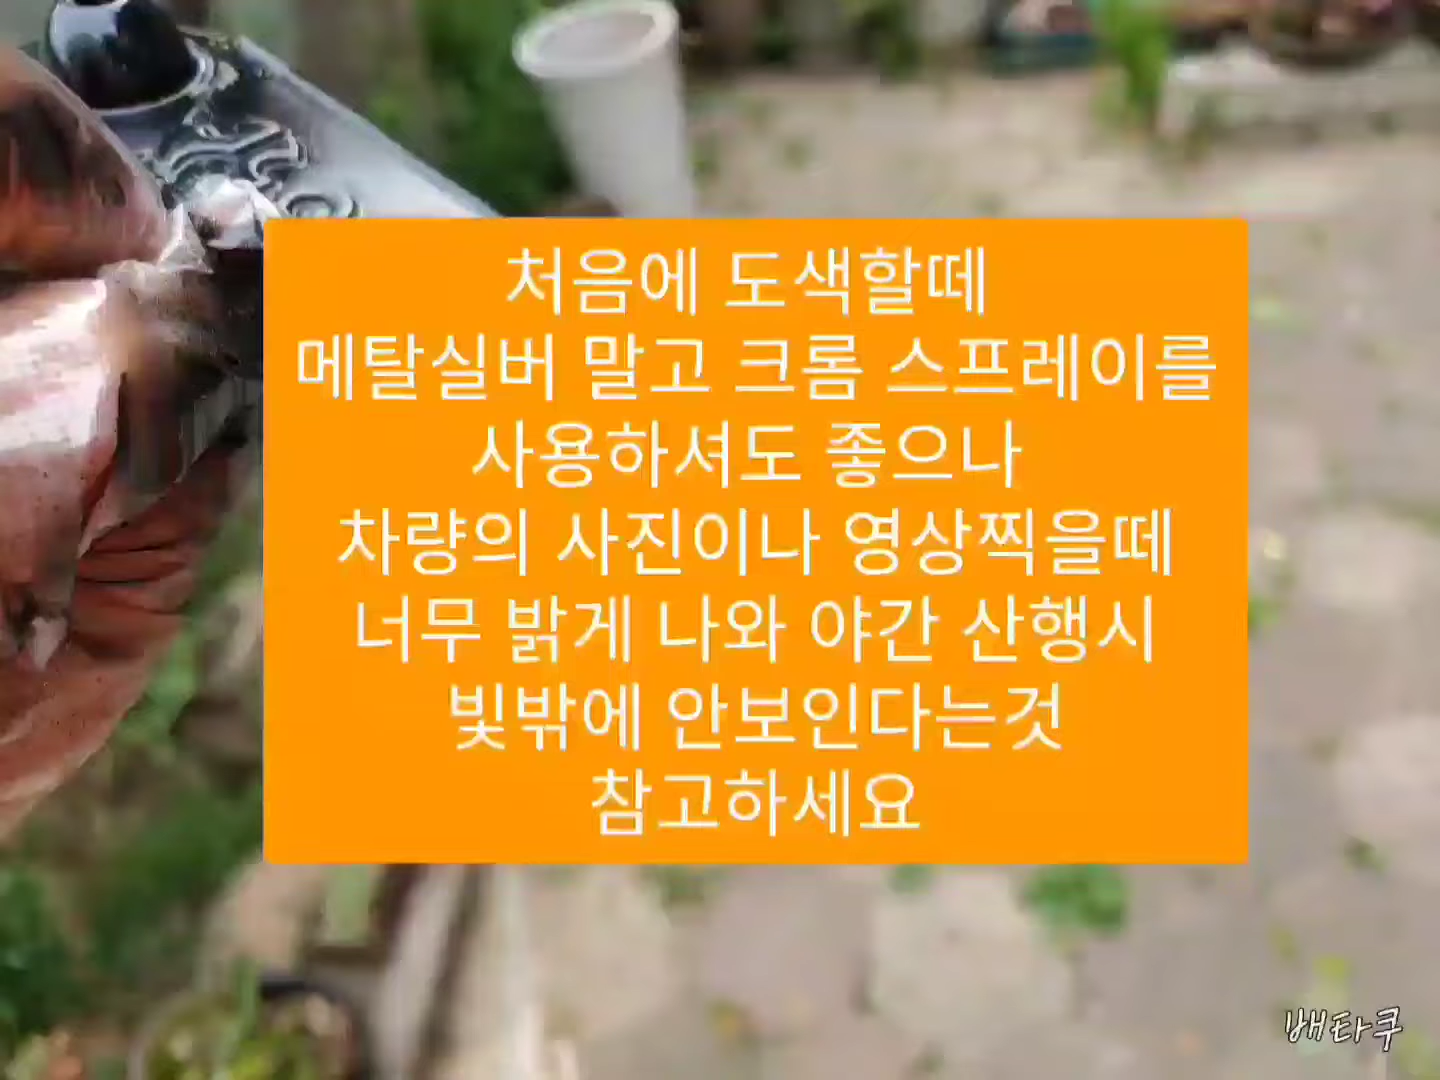 처음에 도색할떼
메탈실버 말고 크롬 스프레이를
사용하셔도 좋으나
차량의 사진이나 영상찍을떼
너무 밝게 나와 야간 산행시
빛밖에 안보인다는것
참고하세요
배타쿠